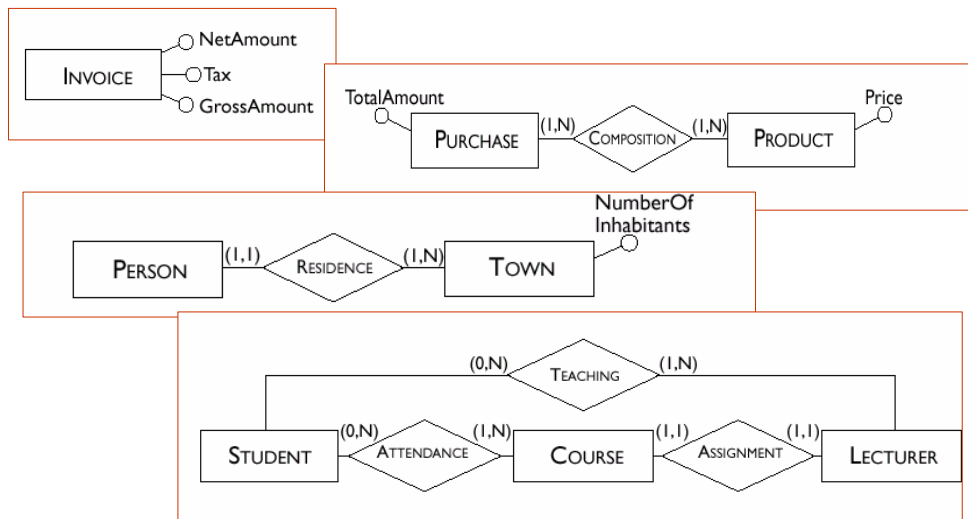 INVOICE
NetAmount
Tax
GrossAmount
TotalAmount
Price
PURCHASE
(1,N)
COMPOSITION
(1,N)
PRODUCT
NumberOf
Inhabitants
PERSON
(1,1)
RESIDENCE
(1,N)
TOWN
(0,N)
TEACHING
(1,N)
STUDENT
(0,N)
ATTENDANCE
(1,N)
COURSE
(1,1)
ASSIGNMENT
(1,1)
LECTURER